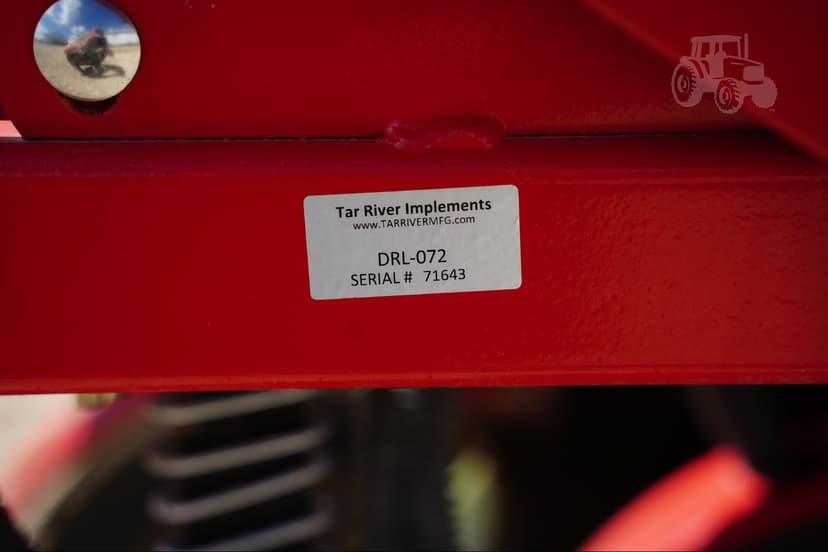 Tar River Implements
www.TARRIVERMFG.com
DRL-072
SERIAL # 71643